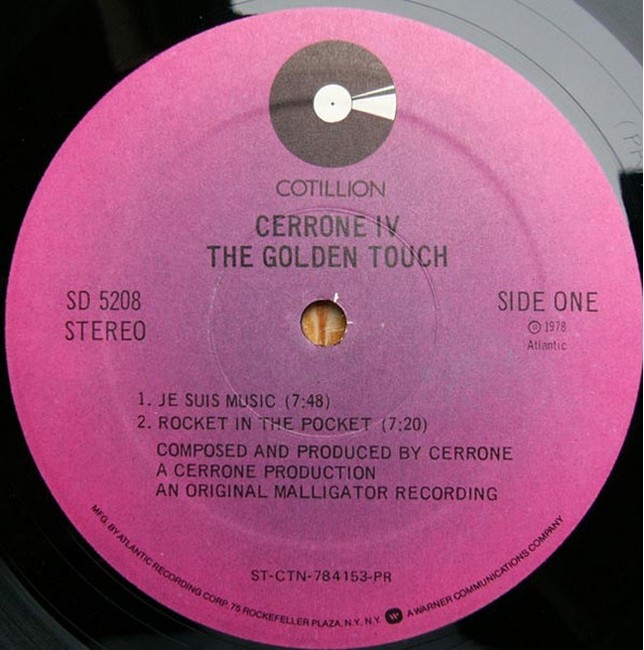 COTILLION
CERRONE IV
THE GOLDEN TOUCH
SD 5208
STEREO
SIDE ONE
Ⓟ 1978
Atlantic
1. JE SUIS MUSIC (7:48)
2. ROCKET IN THE POCKET (7:20)
COMPOSED AND PRODUCED BY CERRONE
A CERRONE PRODUCTION
AN ORIGINAL MALLIGATOR RECORDING
ST-CTN-784153-PR
MFG. BY ATLANTIC RECORDING CORP. 75 ROCKEFELLER PLAZA, N.Y. N.Y. W A WARNER COMMUNICATIONS COMPANY